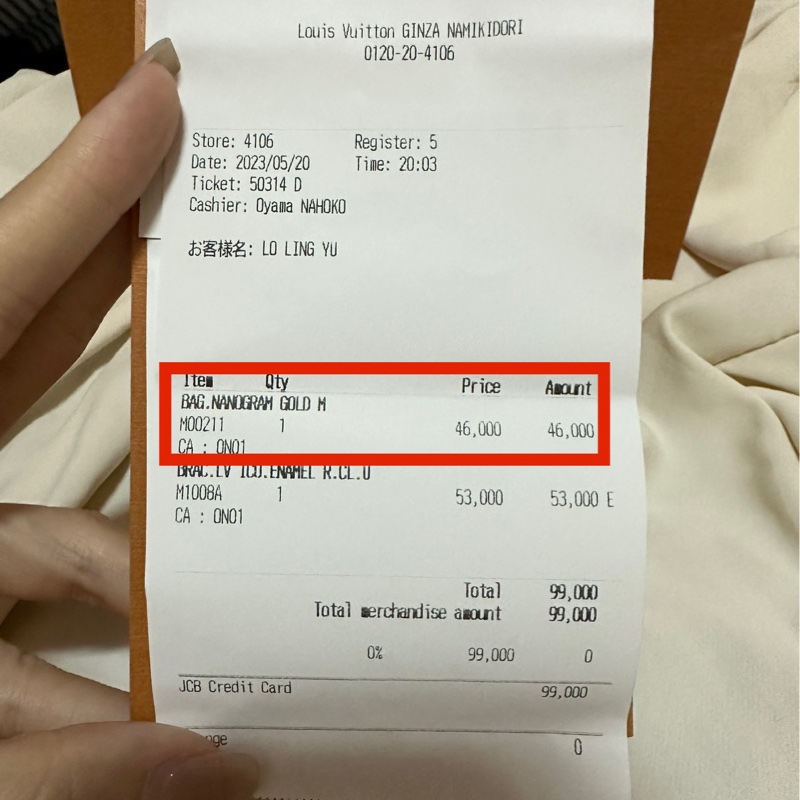 Louis Vuitton GINZA NAMIKIDORI
0120-20-4106
Store: 4106 Register: 5
Date: 2023/05/20 Time: 20:03
Ticket: 50314 D
Cashier: Oyama NAHOKO
お客様名: LO LING YU
Item Qty Price Amount
BAG.NANOGRAM GOLD M
M00211 1 46,000 46,000
CA : ON01
BRAC.LV ICO.ENAMEL R.CL.U
M1008A 1 53,000 53,000 E
CA : ON01
Total 99,000
Total merchandise amount 99,000
0% 99,000 0
JCB Credit Card 99,000
0